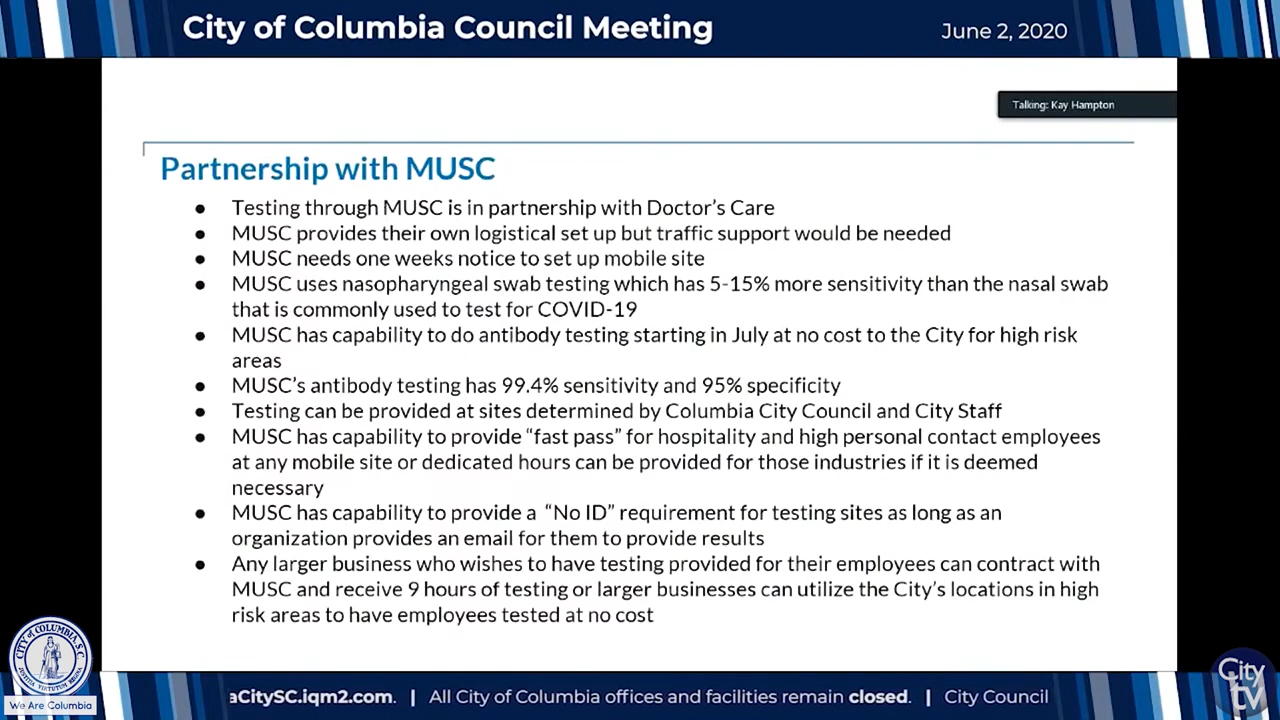 City of Columbia Council Meeting
June 2, 2020
Talking: Kay Hampton
Partnership with MUSC
● Testing through MUSC is in partnership with Doctor's Care
● MUSC provides their own logistical set up but traffic support would be needed
● MUSC needs one weeks notice to set up mobile site
● MUSC uses nasopharyngeal swab testing which has 5-15% more sensitivity than the nasal swab
that is commonly used to test for COVID-19
● MUSC has capability to do antibody testing starting in July at no cost to the City for high risk
areas
● MUSC's antibody testing has 99.4% sensitivity and 95% specificity
● Testing can be provided at sites determined by Columbia City Council and City Staff
● MUSC has capability to provide “fast pass” for hospitality and high personal contact employees
at any mobile site or dedicated hours can be provided for those industries if it is deemed
necessary
● MUSC has capability to provide a “No ID” requirement for testing sites as long as an
organization provides an email for them to provide results
● Any larger business who wishes to have testing provided for their employees can contract with
MUSC and receive 9 hours of testing or larger businesses can utilize the City's locations in high
risk areas to have employees tested at no cost
CITY OF COLUMBIA, S.C.
JUSTITIA VIRTUTUM REGINA
We Are Columbia
aCitySC.iqm2.com. | All City of Columbia offices and facilities remain closed. | City Council
City
tv